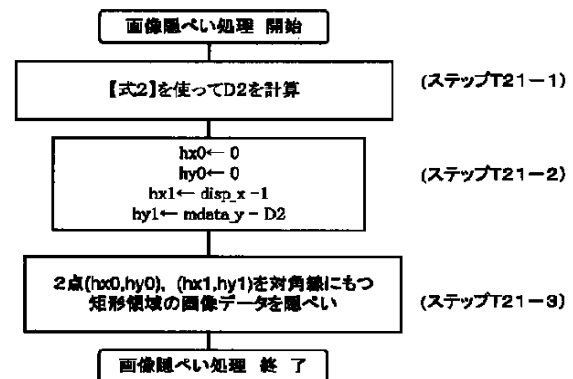 画像隠ぺい処理 開始
【式2】を使ってD2を計算
(ステップT21－1)
hx0← 0
hy0← 0
hx1← disp_x -1
hy1← mdata_y - D2
(ステップT21－2)
2点(hx0,hy0), (hx1,hy1)を対角線にもつ
矩形領域の画像データを隠ぺい
(ステップT21－3)
画像隠ぺい処理 終 了